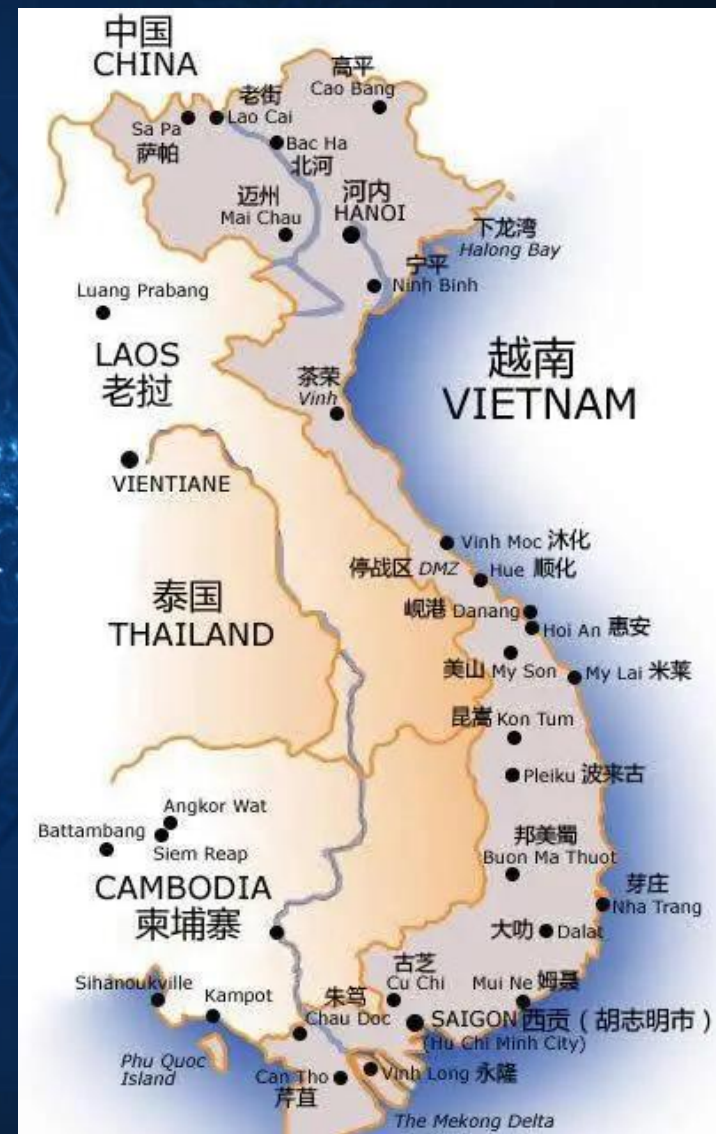 中国
CHINA
高平
Cao Bang
老街
Lao Cai
Sa Pa
萨帕
Bac Ha
北河
迈州
Mai Chau
河内
HANOI
下龙湾
Halong Bay
宁平
Ninh Binh
Luang Prabang
LAOS
老挝
越南
VIETNAM
茶荣
Vinh
VIENTIANE
Vinh Moc 沐化
停战区 DMZ
Hue 顺化
泰国
THAILAND
岘港 Danang
Hoi An 惠安
美山 My Son
My Lai 米莱
昆嵩 Kon Tum
Pleiku 波来古
Angkor Wat
Battambang
Siem Reap
邦美蜀
Buon Ma Thuot
CAMBODIA
柬埔寨
芽庄
Nha Trang
大叻 Dalat
古芝
Cu Chi
Mui Ne 姆聂
Sihanoukville
Kampot
朱笃
Chau Doc
SAIGON 西贡（胡志明市）
(Hu Chi Minh City)
Phu Quoc
Island
Can Tho
芹苴
Vinh Long 永隆
The Mekong Delta